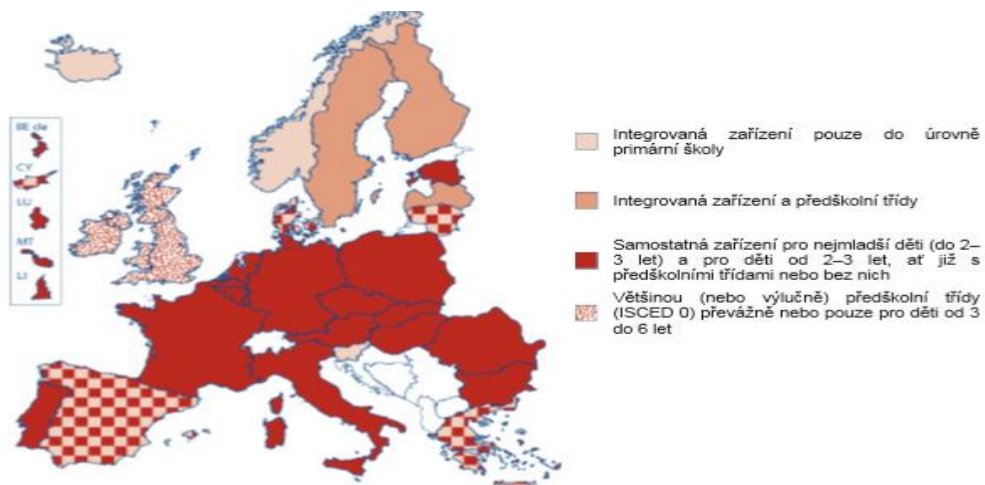 BE de
CY
LU
MT
LI
Integrovaná zařízení pouze do úrovně
primární školy
Integrovaná zařízení a předškolní třídy
Samostatná zařízení pro nejmladší děti (do 2–
3 let) a pro děti od 2–3 let, ať již s
předškolními třídami nebo bez nich
Většinou (nebo výlučně) předškolní třídy
(ISCED 0) převážně nebo pouze pro děti od 3
do 6 let